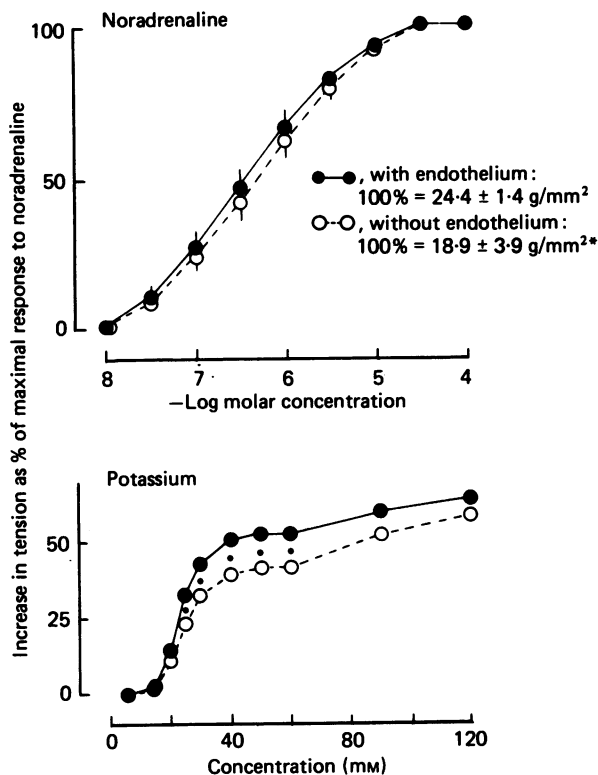 Noradrenaline
100
50
0
, with endothelium:
100% = 24·4 ± 1·4 g/mm²
, without endothelium:
100% = 18·9 ± 3·9 g/mm²*
8 7 6 5 4
−Log molar concentration
Increase in tension as % of maximal response to noradrenaline
Potassium
50
25
0
0 40 80 120
Concentration (mM)